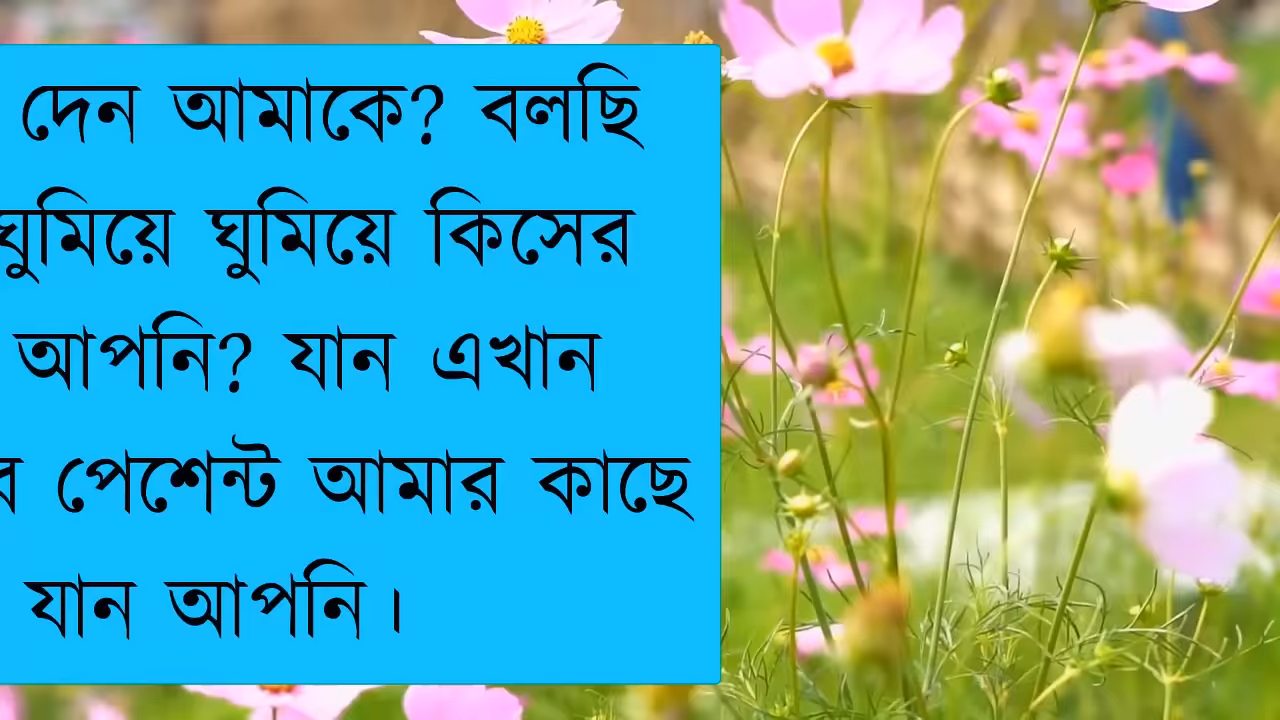 দেন আমাকে? বলছি
ঘুমিয়ে ঘুমিয়ে কিসের
আপনি? যান এখান
পেশেন্ট আমার কাছে
যান আপনি।